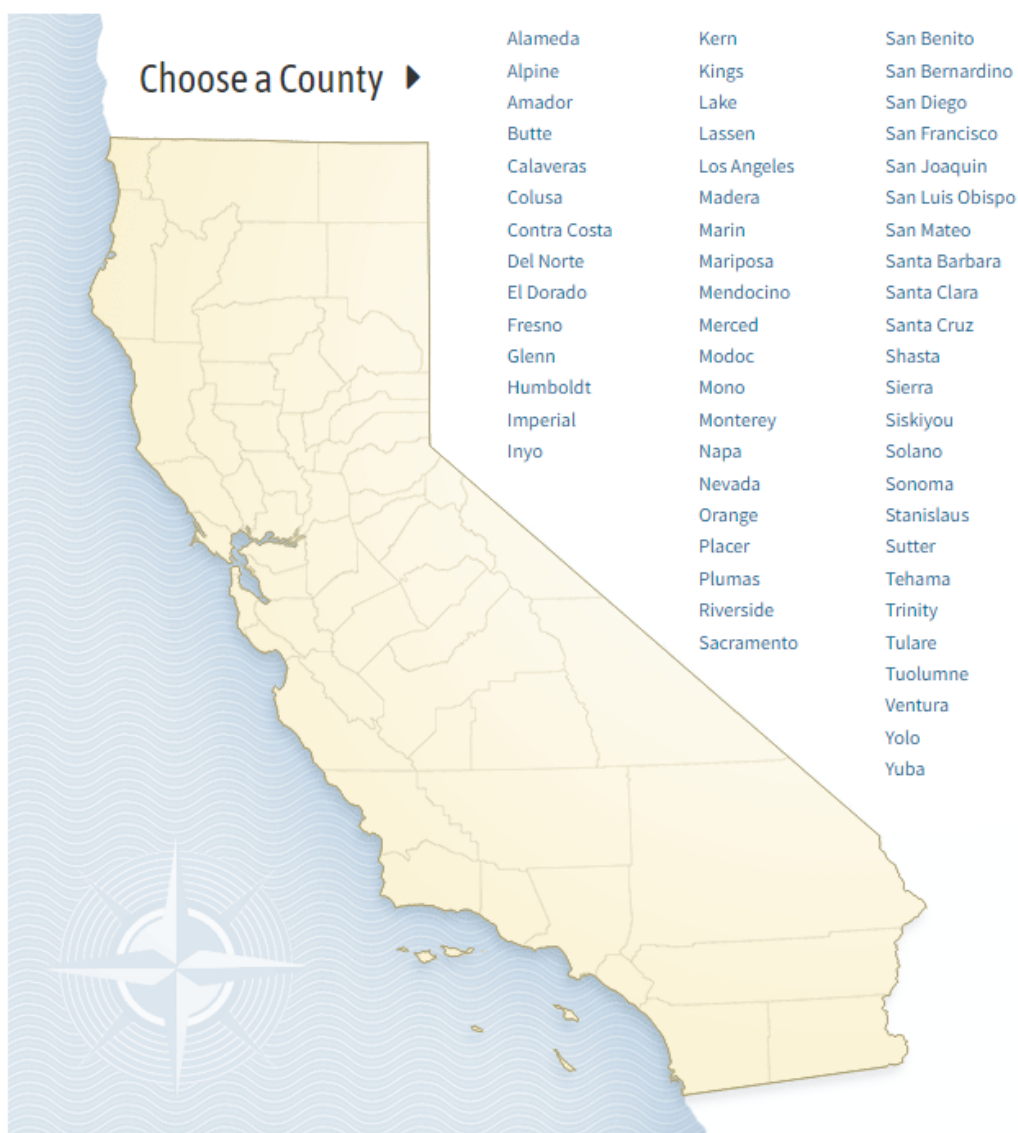 Choose a County
Alameda
Alpine
Amador
Butte
Calaveras
Colusa
Contra Costa
Del Norte
El Dorado
Fresno
Glenn
Humboldt
Imperial
Inyo
Kern
Kings
Lake
Lassen
Los Angeles
Madera
Marin
Mariposa
Mendocino
Merced
Modoc
Mono
Monterey
Napa
Nevada
Orange
Placer
Plumas
Riverside
Sacramento
San Benito
San Bernardino
San Diego
San Francisco
San Joaquin
San Luis Obispo
San Mateo
Santa Barbara
Santa Clara
Santa Cruz
Shasta
Sierra
Siskiyou
Solano
Sonoma
Stanislaus
Sutter
Tehama
Trinity
Tulare
Tuolumne
Ventura
Yolo
Yuba